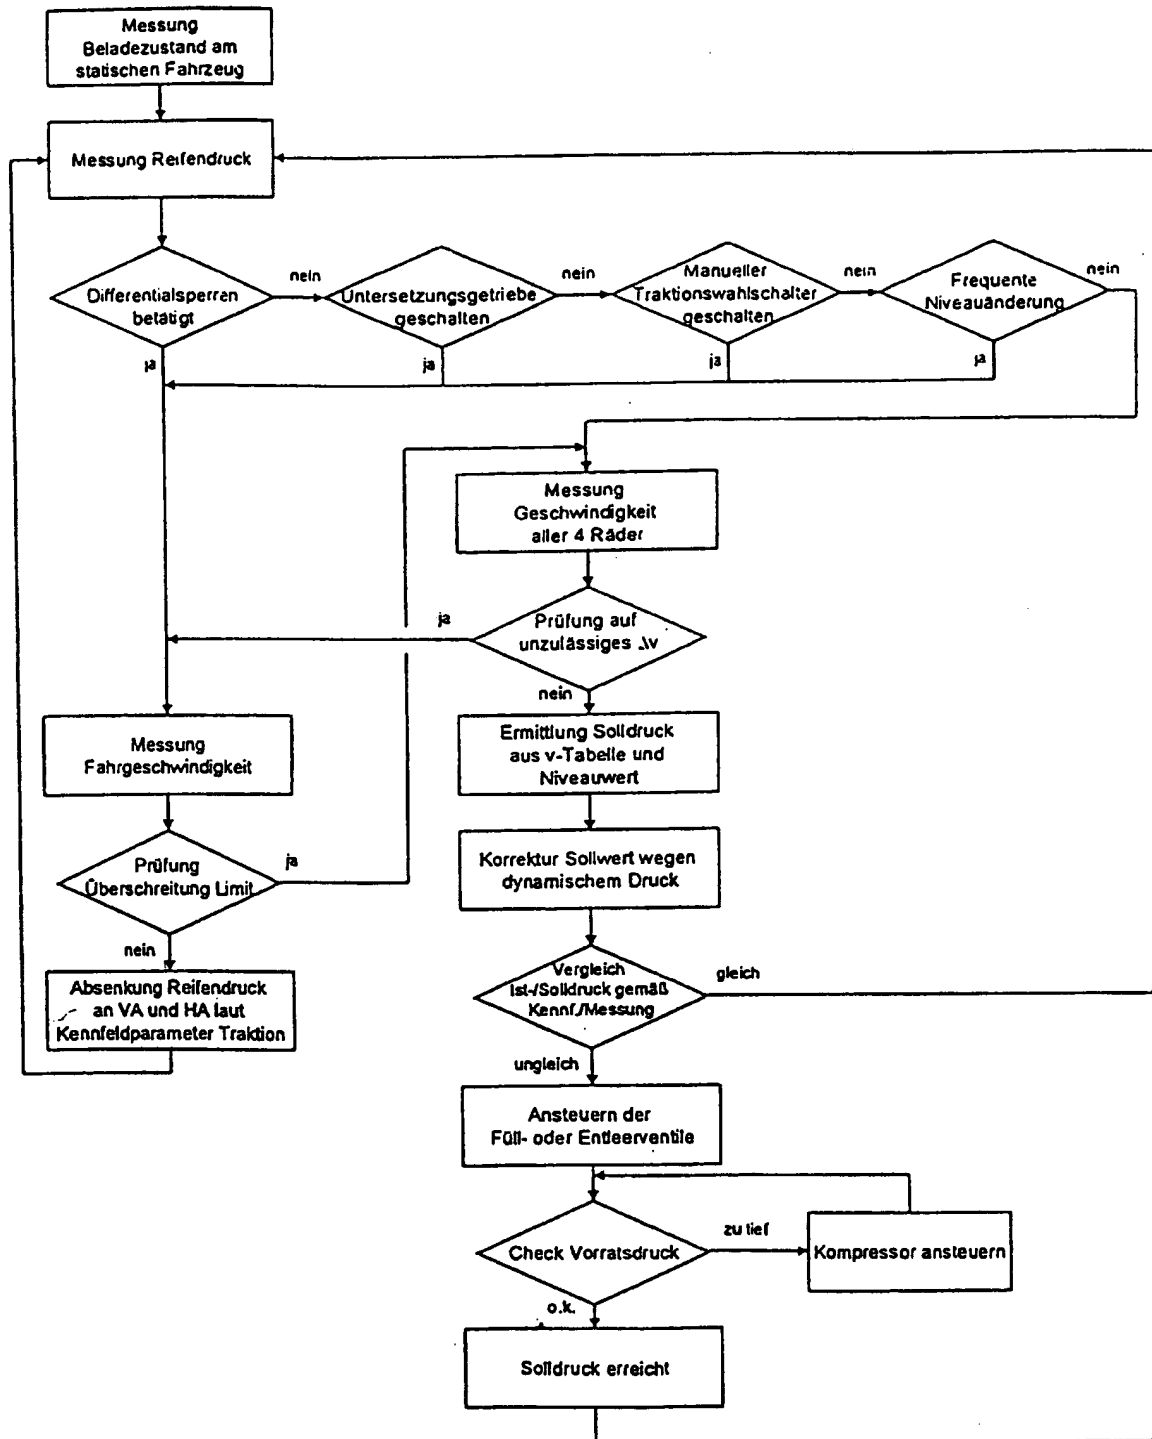 Messung
Beladezustand am
statischen Fahrzeug
Messung Reifendruck
Differentialsperren
betätigt
nein
Untersetzungsgetriebe
geschalten
nein
Manueller
Traktionswahlschalter
geschalten
nein
Frequente
Niveauänderung
nein
ja
ja
ja
ja
Messung
Geschwindigkeit
aller 4 Räder
ja
Prüfung auf
unzulässiges Δv
nein
Messung
Fahrgeschwindigkeit
Ermittlung Solldruck
aus v-Tabelle und
Niveauwert
Prüfung
Überschreitung Limit
ja
Korrektur Sollwert wegen
dynamischem Druck
nein
Absenkung Reifendruck
an VA und HA laut
Kennfeldparameter Traktion
Vergleich
Ist-/Solldruck gemäß
Kennf./Messung
gleich
ungleich
Ansteuern der
Füll- oder Entleerventile
Check Vorratsdruck
zu tief
Kompressor ansteuern
o.k.
Solldruck erreicht